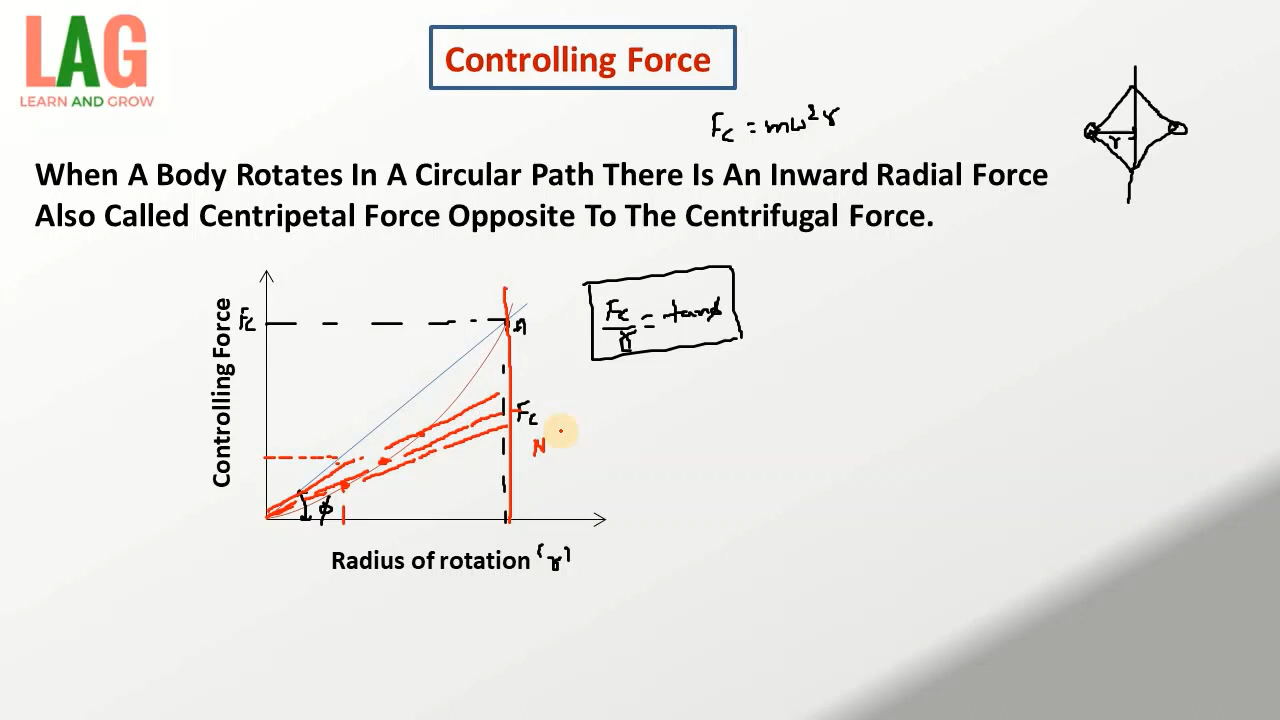 LAG
LEARN AND GROW
Controlling Force
Fc = mω²r
r
When A Body Rotates In A Circular Path There Is An Inward Radial Force
Also Called Centripetal Force Opposite To The Centrifugal Force.
Fc
A
Fc/r = tanϕ
Controlling Force
Fc
N
ϕ
Radius of rotation 'r'